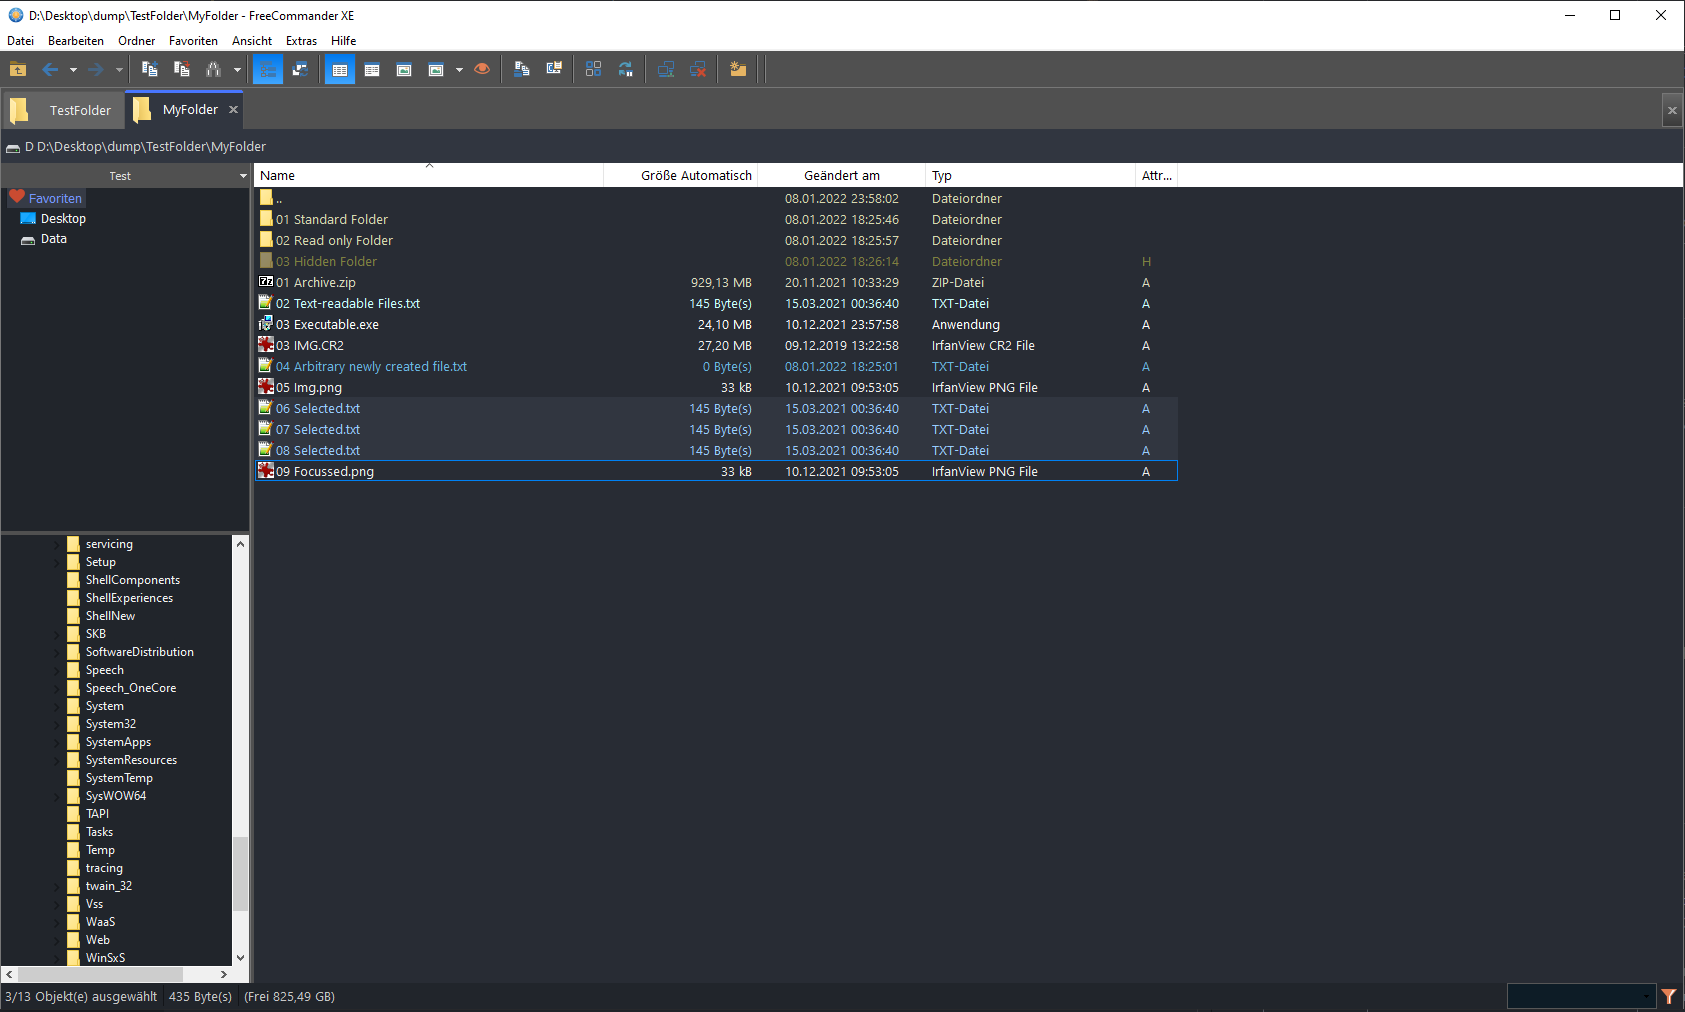 D:\Desktop\dump\TestFolder\MyFolder - FreeCommander XE
Datei Bearbeiten Ordner Favoriten Ansicht Extras Hilfe
TestFolder MyFolder
D D:\Desktop\dump\TestFolder\MyFolder
Test
Favoriten
Desktop
Data
Name Größe Automatisch Geändert am Typ Attr...
.. 08.01.2022 23:58:02 Dateiordner
01 Standard Folder 08.01.2022 18:25:46 Dateiordner
02 Read only Folder 08.01.2022 18:25:57 Dateiordner
03 Hidden Folder 08.01.2022 18:26:14 Dateiordner H
01 Archive.zip 929,13 MB 20.11.2021 10:33:29 ZIP-Datei A
02 Text-readable Files.txt 145 Byte(s) 15.03.2021 00:36:40 TXT-Datei A
03 Executable.exe 24,10 MB 10.12.2021 23:57:58 Anwendung A
03 IMG.CR2 27,20 MB 09.12.2019 13:22:58 IrfanView CR2 File A
04 Arbitrary newly created file.txt 0 Byte(s) 08.01.2022 18:25:01 TXT-Datei A
05 Img.png 33 kB 10.12.2021 09:53:05 IrfanView PNG File A
06 Selected.txt 145 Byte(s) 15.03.2021 00:36:40 TXT-Datei A
07 Selected.txt 145 Byte(s) 15.03.2021 00:36:40 TXT-Datei A
08 Selected.txt 145 Byte(s) 15.03.2021 00:36:40 TXT-Datei A
09 Focussed.png 33 kB 10.12.2021 09:53:05 IrfanView PNG File A
servicing
Setup
ShellComponents
ShellExperiences
ShellNew
SKB
SoftwareDistribution
Speech
Speech_OneCore
System
System32
SystemApps
SystemResources
SystemTemp
SysWOW64
TAPI
Tasks
Temp
tracing
twain_32
Vss
WaaS
Web
WinSxS
3/13 Objekt(e) ausgewählt 435 Byte(s) (Frei 825,49 GB)